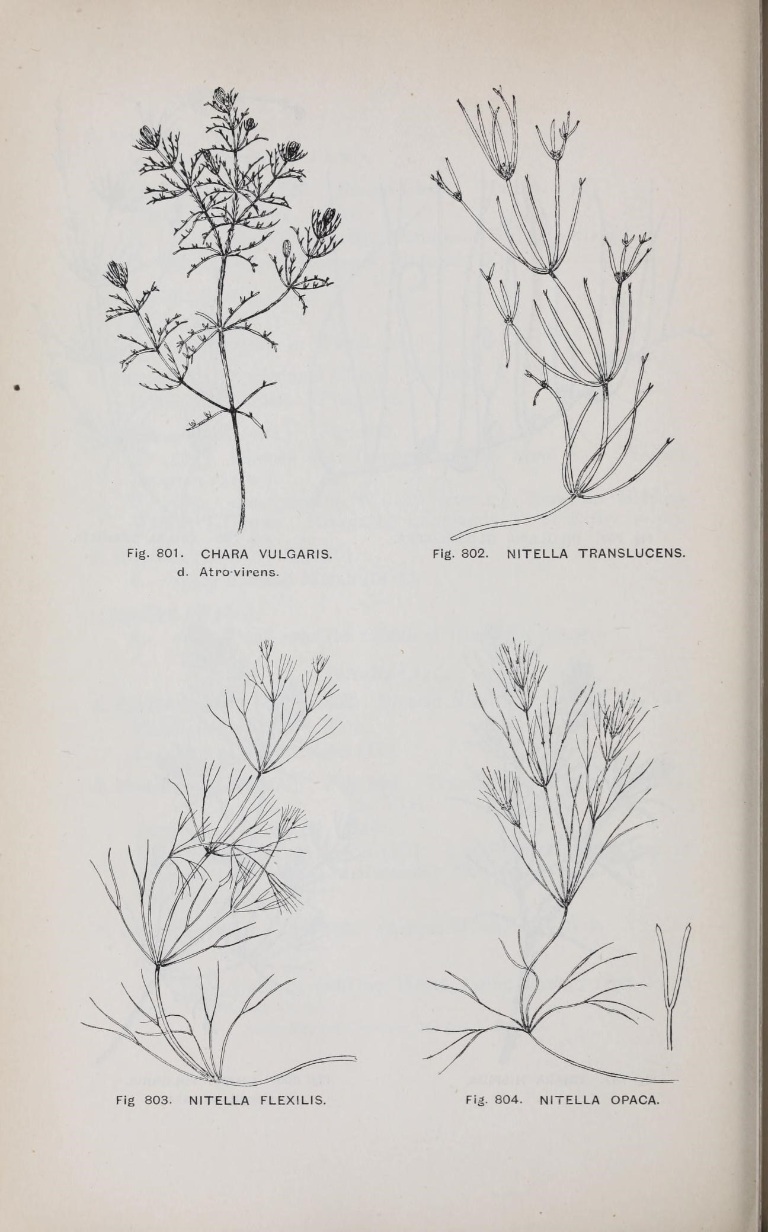 Fig. 801. CHARA VULGARIS.
d. Atro-virens.
Fig. 802. NITELLA TRANSLUCENS.
Fig 803. NITELLA FLEXILIS.
Fig. 804. NITELLA OPACA.